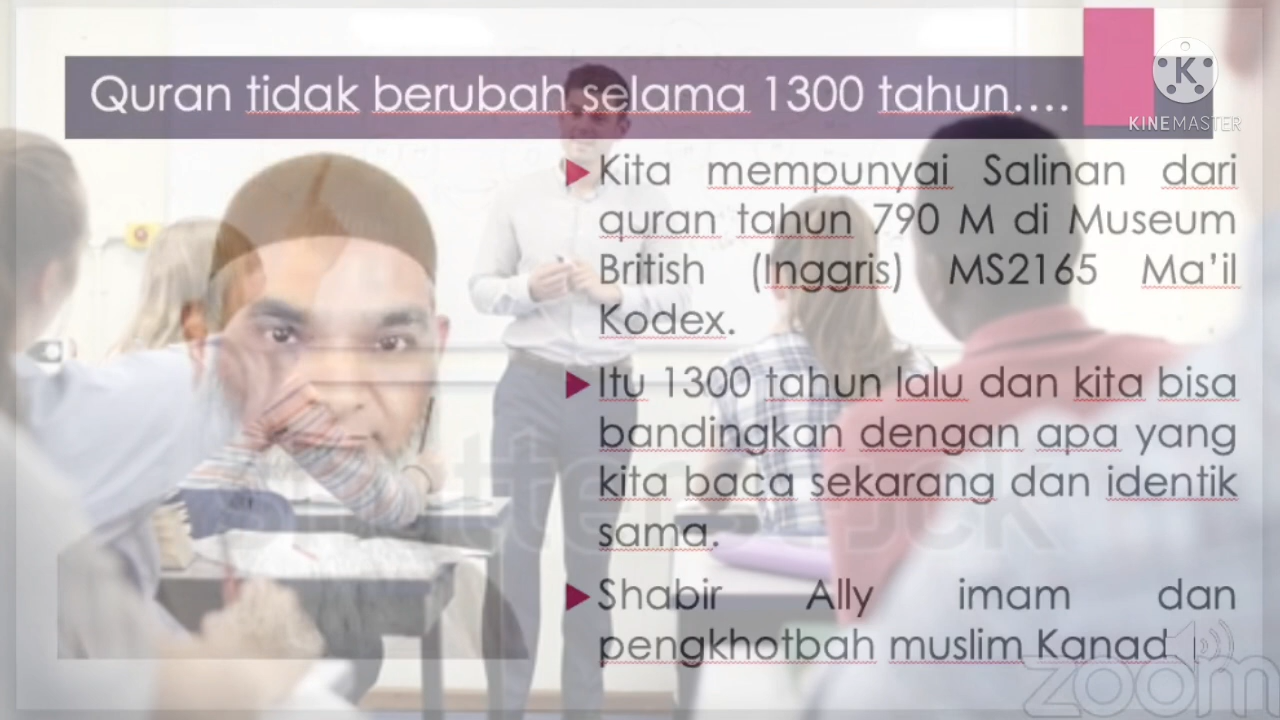 Quran tidak berubah selama 1300 tahun....
KINEMASTER
Kita mempunyai Salinan dari
quran tahun 790 M di Museum
British (Inggris) MS2165 Ma'il
Kodex.
Itu 1300 tahun lalu dan kita bisa
bandingkan dengan apa yang
kita baca sekarang dan identik
sama.
Shabir Ally imam dan
pengkhotbah muslim Kanad
zoom